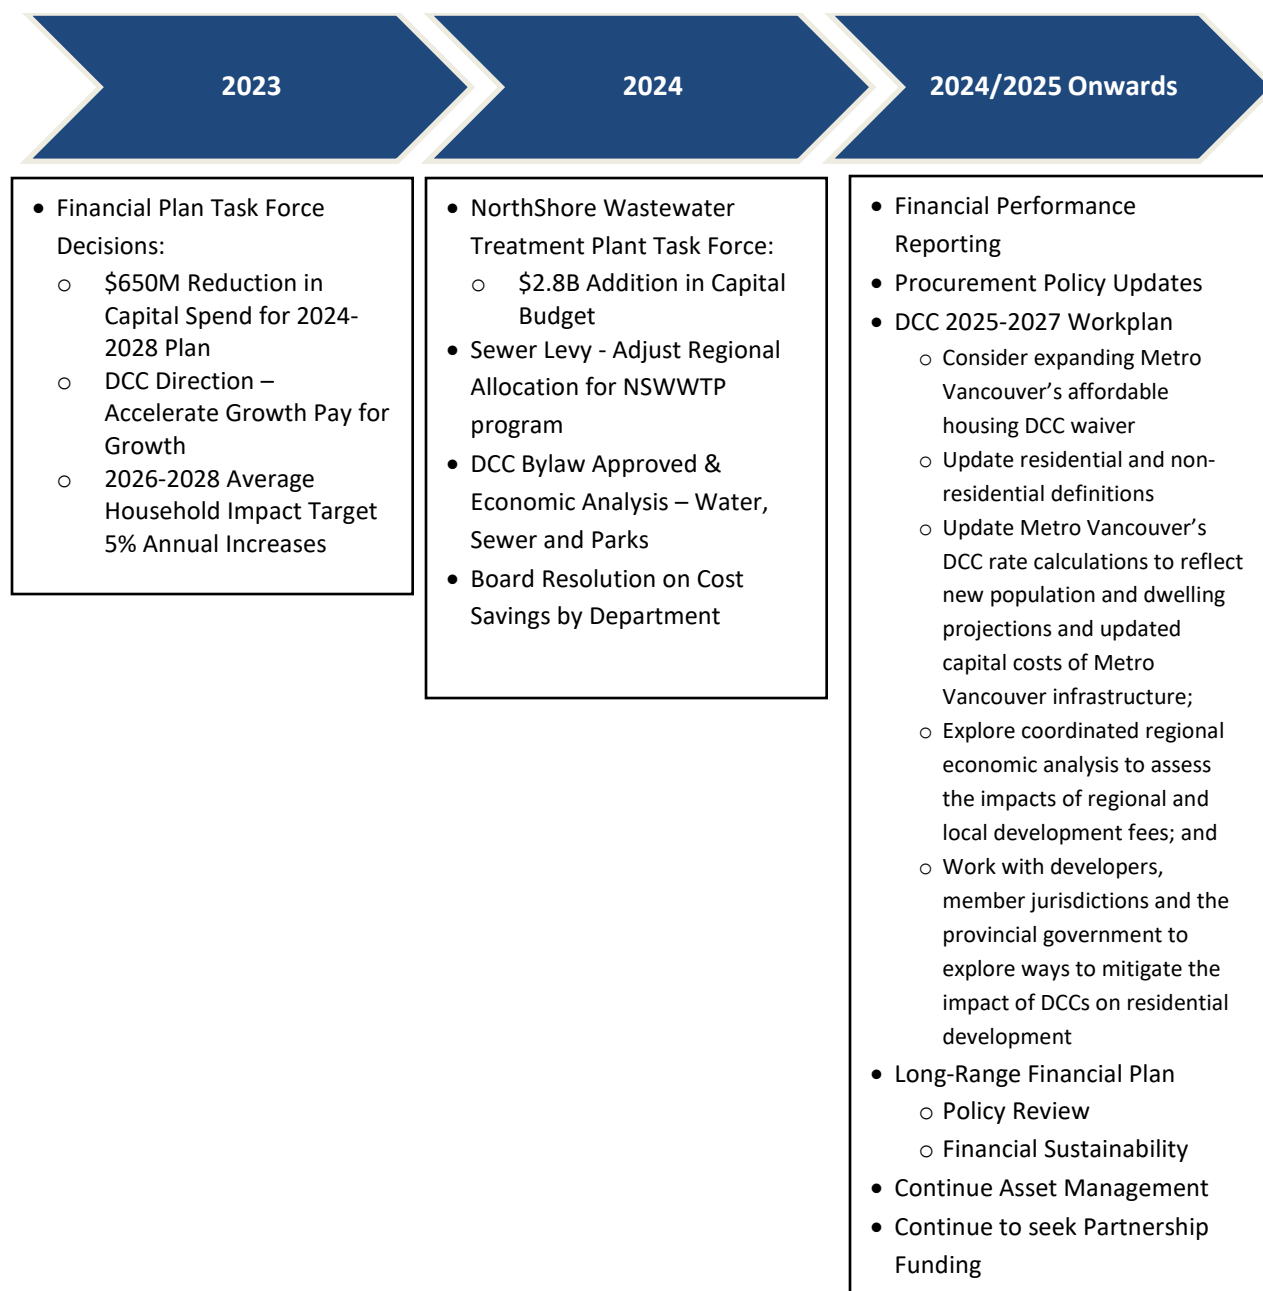 2023
2024
2024/2025 Onwards
• Financial Plan Task Force
Decisions:
o $650M Reduction in
Capital Spend for 2024-
2028 Plan
o DCC Direction –
Accelerate Growth Pay for
Growth
o 2026-2028 Average
Household Impact Target
5% Annual Increases
• NorthShore Wastewater
Treatment Plant Task Force:
o $2.8B Addition in Capital
Budget
• Sewer Levy - Adjust Regional
Allocation for NSWWTP
program
• DCC Bylaw Approved &
Economic Analysis – Water,
Sewer and Parks
• Board Resolution on Cost
Savings by Department
• Financial Performance
Reporting
• Procurement Policy Updates
• DCC 2025-2027 Workplan
o Consider expanding Metro
Vancouver’s affordable
housing DCC waiver
o Update residential and non-
residential definitions
o Update Metro Vancouver’s
DCC rate calculations to reflect
new population and dwelling
projections and updated
capital costs of Metro
Vancouver infrastructure;
o Explore coordinated regional
economic analysis to assess
the impacts of regional and
local development fees; and
o Work with developers,
member jurisdictions and the
provincial government to
explore ways to mitigate the
impact of DCCs on residential
development
• Long-Range Financial Plan
o Policy Review
o Financial Sustainability
• Continue Asset Management
• Continue to seek Partnership
Funding